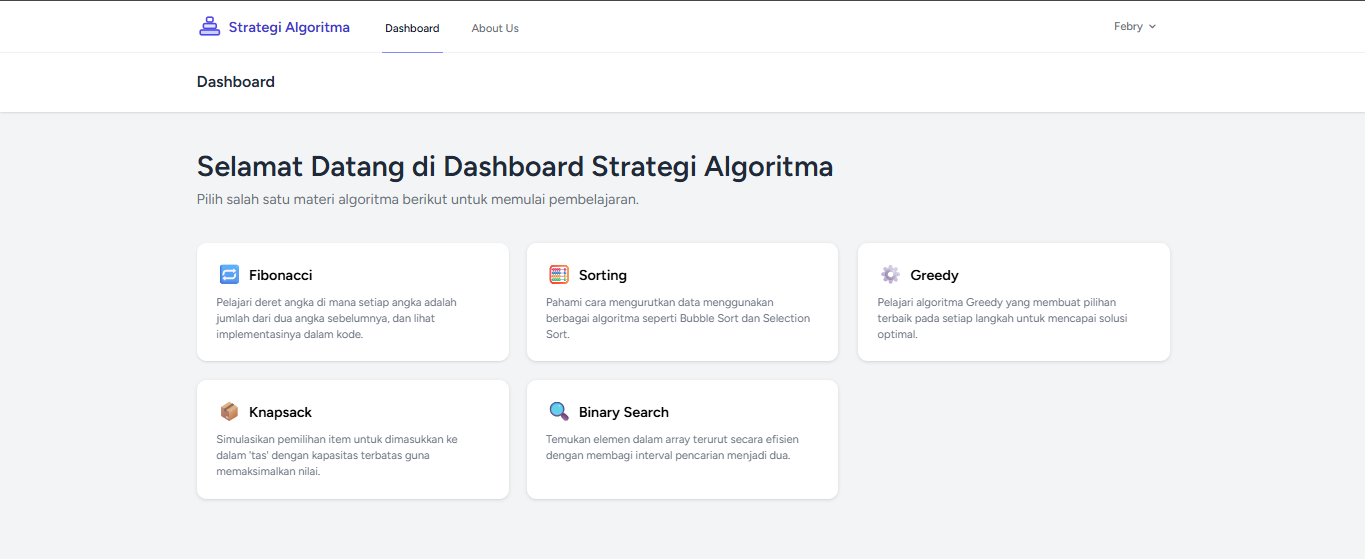 Strategi Algoritma
Dashboard
About Us
Febry
Dashboard
Selamat Datang di Dashboard Strategi Algoritma
Pilih salah satu materi algoritma berikut untuk memulai pembelajaran.
Fibonacci
Pelajari deret angka di mana setiap angka adalah
jumlah dari dua angka sebelumnya, dan lihat
implementasinya dalam kode.
Sorting
Pahami cara mengurutkan data menggunakan
berbagai algoritma seperti Bubble Sort dan Selection
Sort.
Greedy
Pelajari algoritma Greedy yang membuat pilihan
terbaik pada setiap langkah untuk mencapai solusi
optimal.
Knapsack
Simulasikan pemilihan item untuk dimasukkan ke
dalam 'tas' dengan kapasitas terbatas guna
memaksimalkan nilai.
Binary Search
Temukan elemen dalam array terurut secara efisien
dengan membagi interval pencarian menjadi dua.